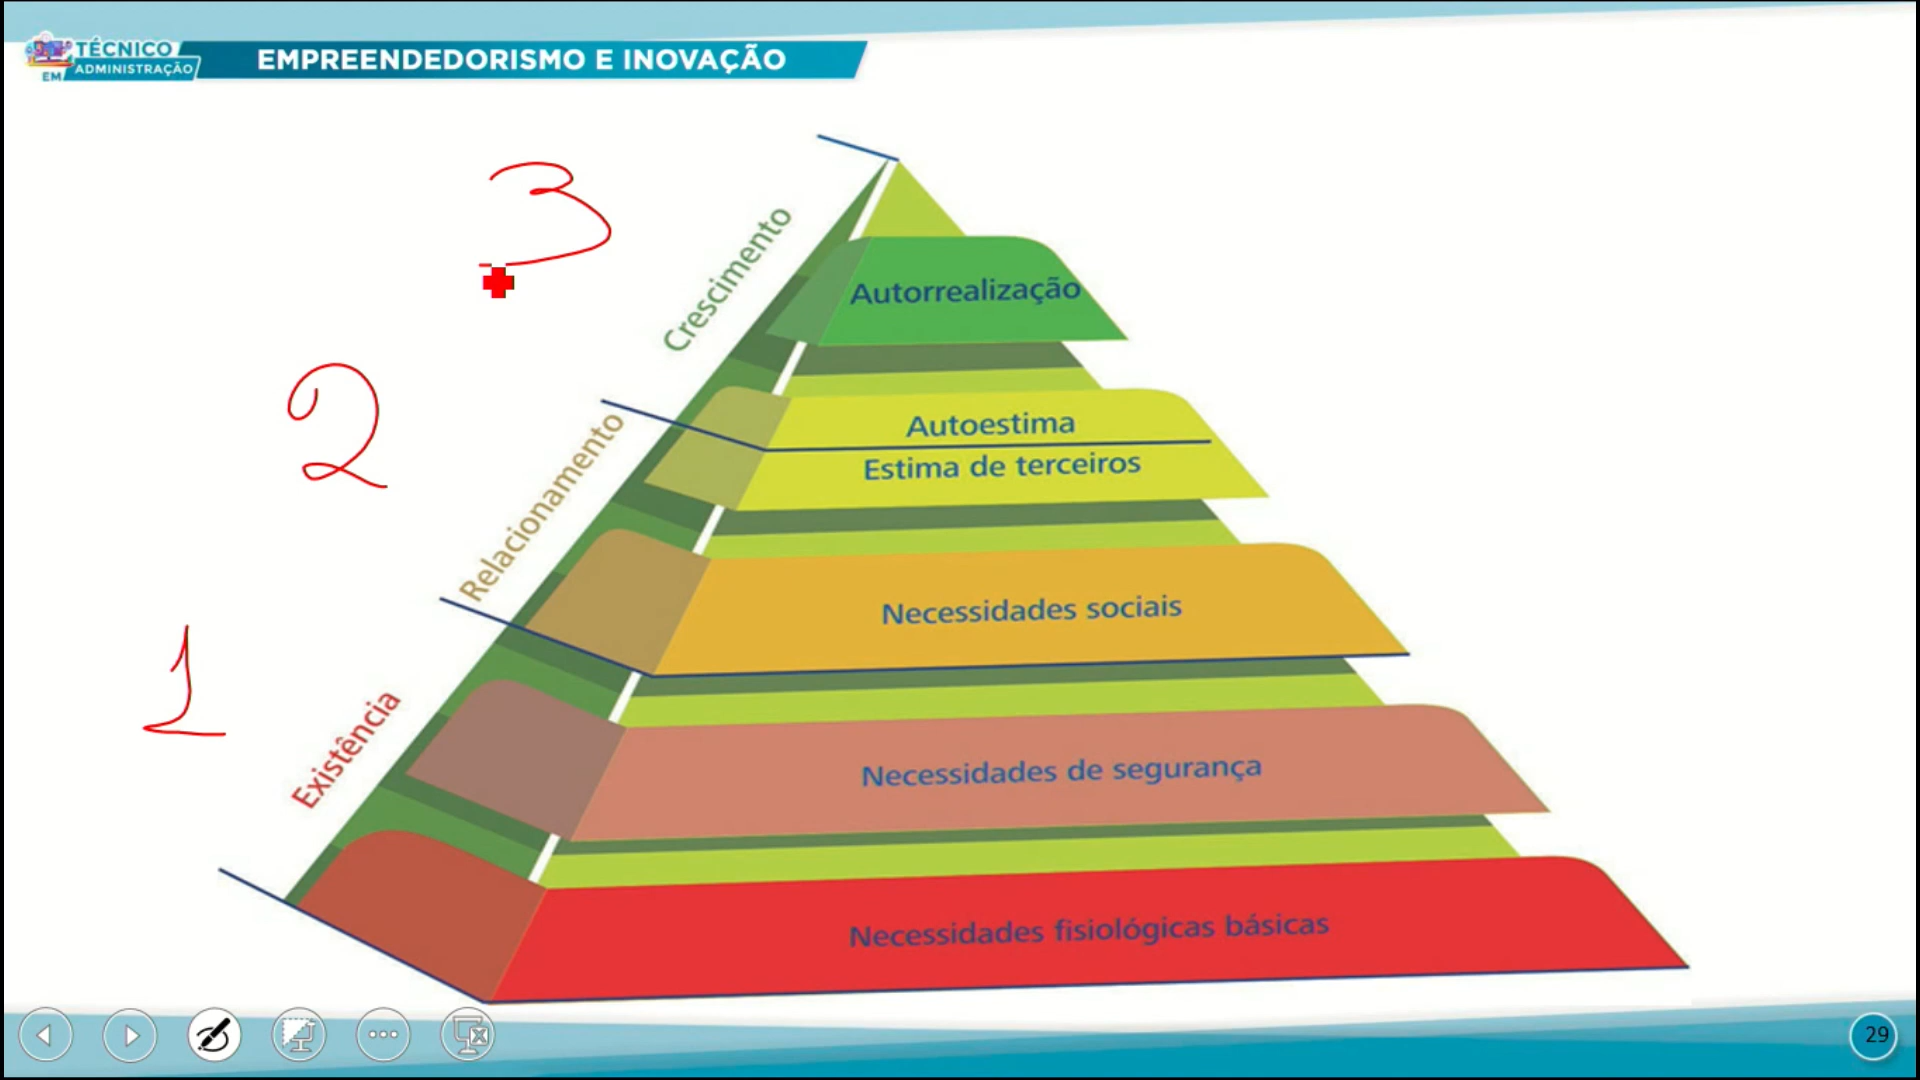 TÉCNICO
EM ADMINISTRAÇÃO
EMPREENDEDORISMO E INOVAÇÃO
3
Crescimento
Autorrealização
2
Relacionamento
Autoestima
Estima de terceiros
Necessidades sociais
1
Existência
Necessidades de segurança
Necessidades fisiológicas básicas
29